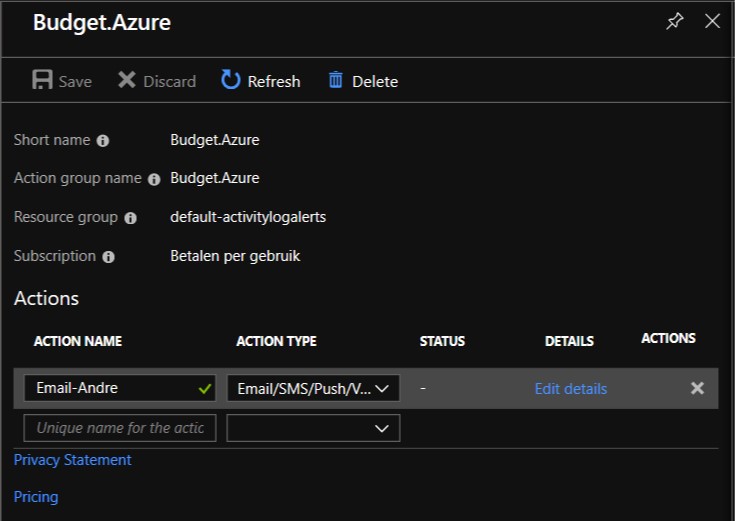 Budget.Azure
Save Discard Refresh Delete
Short name Budget.Azure
Action group name Budget.Azure
Resource group default-activitylogalerts
Subscription Betalen per gebruik
Actions
ACTION NAME ACTION TYPE STATUS DETAILS ACTIONS
Email-Andre Email/SMS/Push/V... - Edit details
Unique name for the actic
Privacy Statement
Pricing